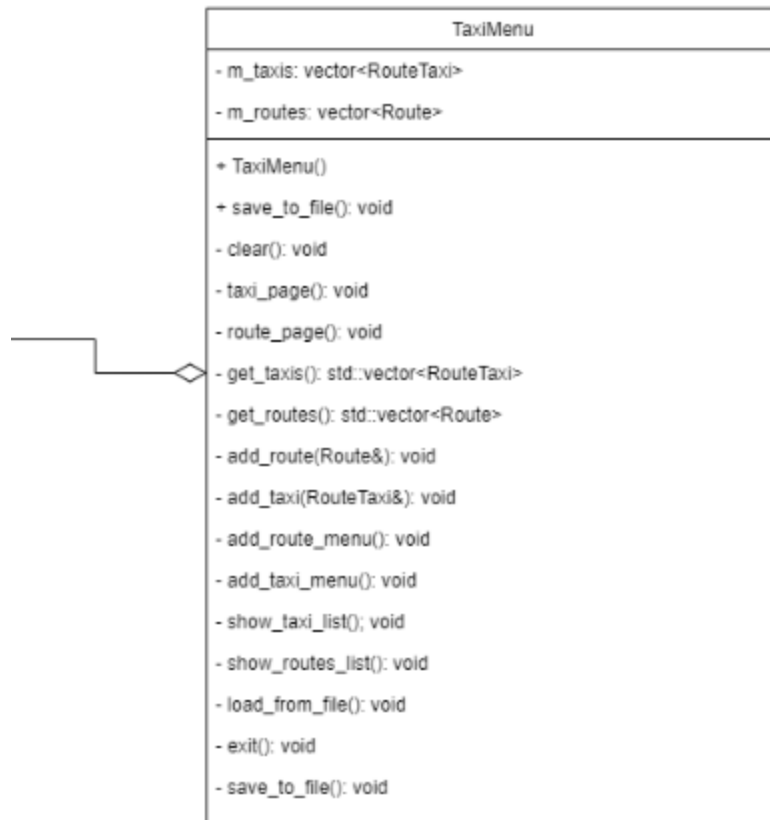 TaxiMenu
- m_taxis: vector<RouteTaxi>
- m_routes: vector<Route>
+ TaxiMenu()
+ save_to_file(): void
- clear(): void
- taxi_page(): void
- route_page(): void
- get_taxis(): std::vector<RouteTaxi>
- get_routes(): std::vector<Route>
- add_route(Route&): void
- add_taxi(RouteTaxi&): void
- add_route_menu(): void
- add_taxi_menu(): void
- show_taxi_list(); void
- show_routes_list(): void
- load_from_file(): void
- exit(): void
- save_to_file(): void